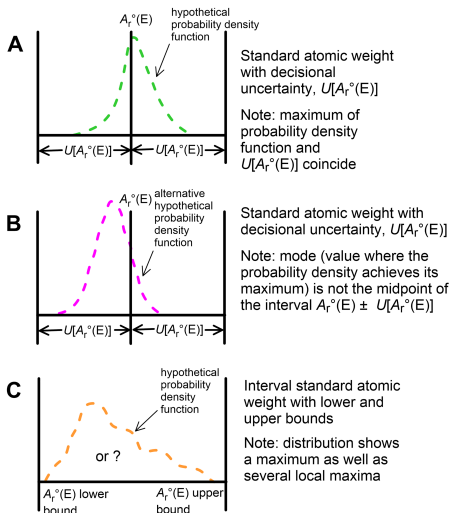 A
Aᵣ°(E)
hypothetical
probability density
function
U[Aᵣ°(E)]
U[Aᵣ°(E)]
Standard atomic weight
with decisional
uncertainty, U[Aᵣ°(E)]
Note: maximum of
probability density
function and
U[Aᵣ°(E)] coincide
B
Aᵣ°(E)
alternative
hypothetical
probability
density
function
U[Aᵣ°(E)]
U[Aᵣ°(E)]
Standard atomic weight with
decisional uncertainty, U[Aᵣ°(E)]
Note: mode (value where the
probability density achieves its
maximum) is not the midpoint of
the interval Aᵣ°(E) ± U[Aᵣ°(E)]
C
hypothetical
probability
density
function
or ?
Aᵣ°(E) lower
bound
Aᵣ°(E) upper
bound
Interval standard atomic
weight with lower and
upper bounds
Note: distribution shows
a maximum as well as
several local maxima